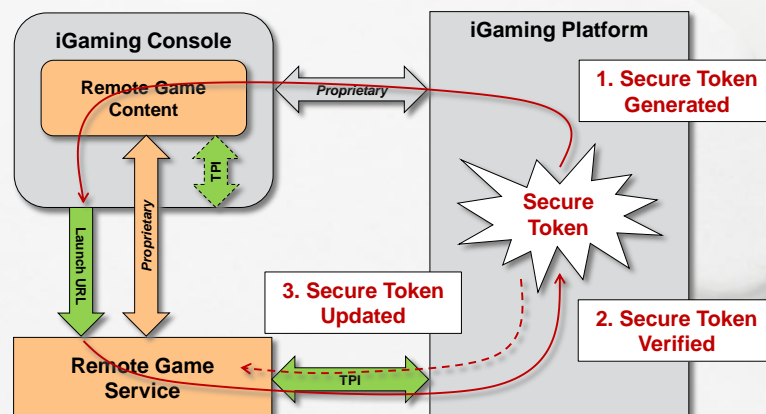 iGaming Console
iGaming Platform
Remote Game
Content
Proprietary
1. Secure Token
Generated
TPI
Secure
Token
Launch URL
Proprietary
3. Secure Token
Updated
2. Secure Token
Verified
Remote Game
Service
TPI